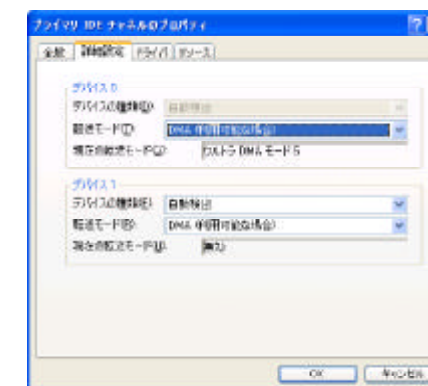 プライマリ IDE チャネルのプロパティ
全般 詳細設定 ドライバ リソース
デバイス 0
デバイスの種類(D): 自動検出
転送モード(T): DMA (利用可能な場合)
現在の転送モード(C): ウルトラ DMA モード 5
デバイス 1
デバイスの種類(E): 自動検出
転送モード(R): DMA (利用可能な場合)
現在の転送モード(U): 無効
OK キャンセル